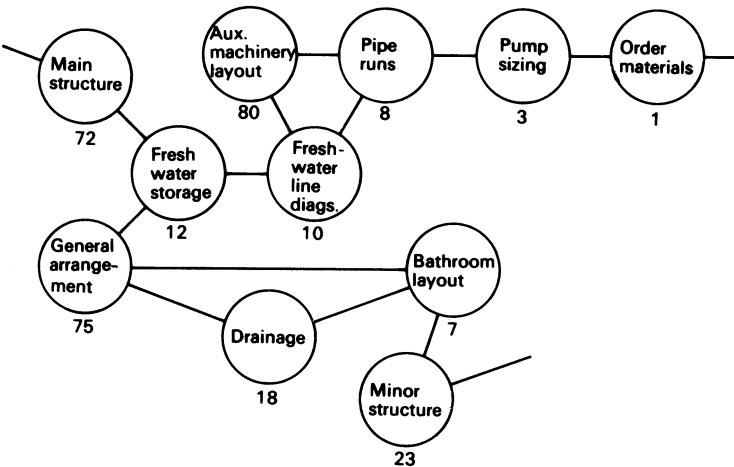 Main
structure
72
Aux.
machinery
layout
80
Pipe
runs
8
Pump
sizing
3
Order
materials
1
Fresh
water
storage
12
Fresh-
water
line
diags.
10
General
arrange-
ment
75
Drainage
18
Bathroom
layout
7
Minor
structure
23